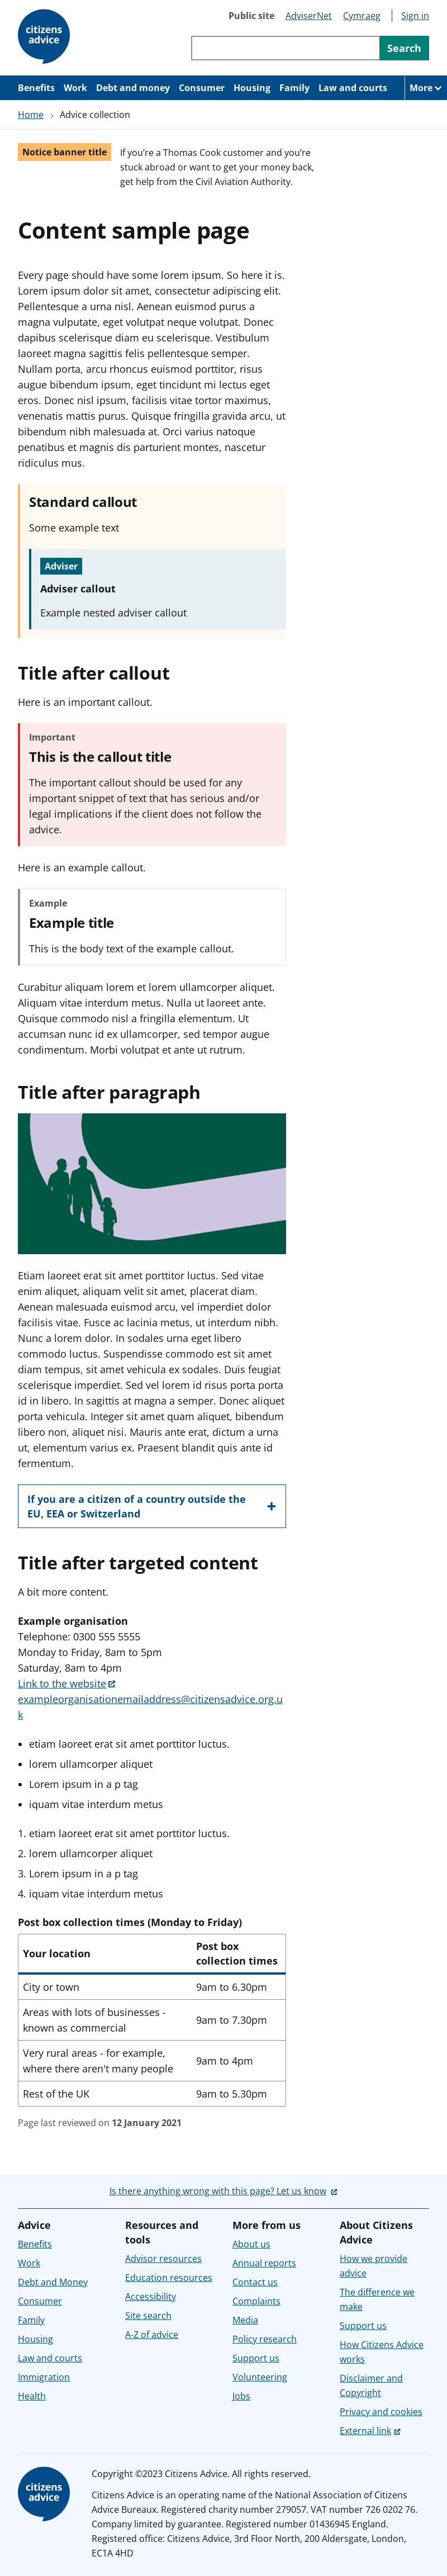 citizens
advice
Public site AdviserNet Cymraeg Sign in
Search
Benefits Work Debt and money Consumer Housing Family Law and courts More
Home › Advice collection
Notice banner title
If you’re a Thomas Cook customer and you’re
stuck abroad or want to get your money back,
get help from the Civil Aviation Authority.
Content sample page
Every page should have some lorem ipsum. So here it is.
Lorem ipsum dolor sit amet, consectetur adipiscing elit.
Pellentesque a urna nisl. Aenean euismod purus a
magna vulputate, eget volutpat neque volutpat. Donec
dapibus scelerisque diam eu scelerisque. Vestibulum
laoreet magna sagittis felis pellentesque semper.
Nullam porta, arcu rhoncus euismod porttitor, risus
augue bibendum ipsum, eget tincidunt mi lectus eget
eros. Donec nisl ipsum, facilisis vitae tortor maximus,
venenatis mattis purus. Quisque fringilla gravida arcu, ut
bibendum nibh malesuada at. Orci varius natoque
penatibus et magnis dis parturient montes, nascetur
ridiculus mus.
Standard callout
Some example text
Adviser
Adviser callout
Example nested adviser callout
Title after callout
Here is an important callout.
Important
This is the callout title
The important callout should be used for any
important snippet of text that has serious and/or
legal implications if the client does not follow the
advice.
Here is an example callout.
Example
Example title
This is the body text of the example callout.
Curabitur aliquam lorem et lorem ullamcorper aliquet.
Aliquam vitae interdum metus. Nulla ut laoreet ante.
Quisque commodo nisl a fringilla elementum. Ut
accumsan nunc id ex ullamcorper, sed tempor augue
condimentum. Morbi volutpat et ante ut rutrum.
Title after paragraph
Etiam laoreet erat sit amet porttitor luctus. Sed vitae
enim aliquet, aliquam velit sit amet, placerat diam.
Aenean malesuada euismod arcu, vel imperdiet dolor
facilisis vitae. Fusce ac lacinia metus, ut interdum nibh.
Nunc a lorem dolor. In sodales urna eget libero
commodo luctus. Suspendisse commodo est sit amet
diam tempus, sit amet vehicula ex sodales. Duis feugiat
scelerisque imperdiet. Sed vel lorem id risus porta porta
id in libero. In sagittis at magna a semper. Donec aliquet
porta vehicula. Integer sit amet quam aliquet, bibendum
libero non, aliquet nisi. Mauris ante erat, dictum a urna
ut, elementum varius ex. Praesent blandit quis ante id
fermentum.
If you are a citizen of a country outside the
EU, EEA or Switzerland
Title after targeted content
A bit more content.
Example organisation
Telephone: 0300 555 5555
Monday to Friday, 8am to 5pm
Saturday, 8am to 4pm
Link to the website
exampleorganisationemailaddress@citizensadvice.org.u
k
• etiam laoreet erat sit amet porttitor luctus.
• lorem ullamcorper aliquet
• Lorem ipsum in a p tag
• iquam vitae interdum metus
1. etiam laoreet erat sit amet porttitor luctus.
2. lorem ullamcorper aliquet
3. Lorem ipsum in a p tag
4. iquam vitae interdum metus
Post box collection times (Monday to Friday)
Your location
Post box
collection times
City or town 9am to 6.30pm
Areas with lots of businesses -
known as commercial
9am to 7.30pm
Very rural areas - for example,
where there aren't many people
9am to 4pm
Rest of the UK 9am to 5.30pm
Page last reviewed on 12 January 2021
Is there anything wrong with this page? Let us know
Advice
Benefits
Work
Debt and Money
Consumer
Family
Housing
Law and courts
Immigration
Health
Resources and
tools
Advisor resources
Education resources
Accessibility
Site search
A-Z of advice
More from us
About us
Annual reports
Contact us
Complaints
Media
Policy research
Support us
Volunteering
Jobs
About Citizens
Advice
How we provide
advice
The difference we
make
Support us
How Citizens Advice
works
Disclaimer and
Copyright
Privacy and cookies
External link
citizens
advice
Copyright ©2023 Citizens Advice. All rights reserved.
Citizens Advice is an operating name of the National Association of Citizens
Advice Bureaux. Registered charity number 279057. VAT number 726 0202 76.
Company limited by guarantee. Registered number 01436945 England.
Registered office: Citizens Advice, 3rd Floor North, 200 Aldersgate, London,
EC1A 4HD